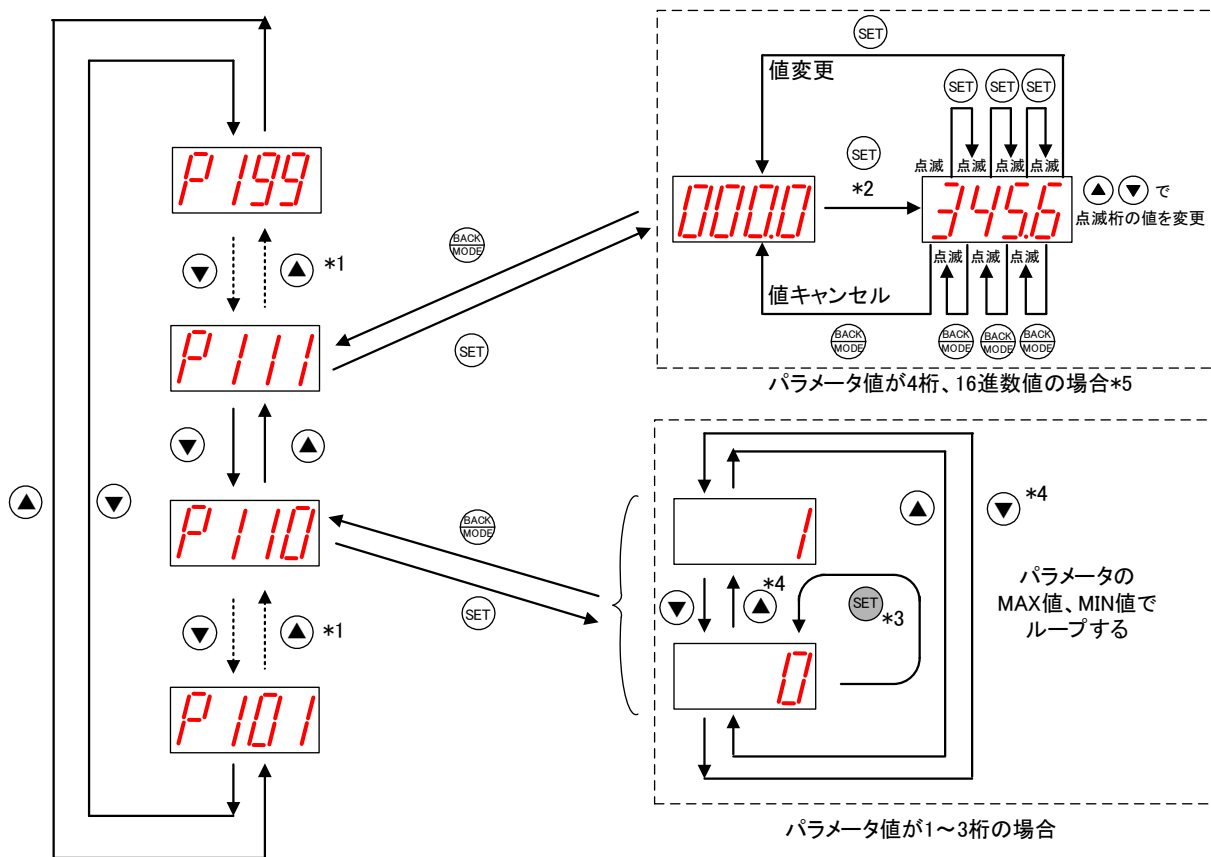 P199
▼
▲ *1
P111
▼
▲
P110
▼
▲ *1
P101
▲
▼
BACK
MODE
SET
BACK
MODE
SET
SET
値変更
SET SET SET
SET
*2
点滅 点滅 点滅 点滅
000.0
345.6
▲ ▼ で
点滅桁の値を変更
点滅 点滅 点滅
値キャンセル
BACK
MODE
BACK
MODE
BACK
MODE
BACK
MODE
パラメータ値が4桁、16進数値の場合*5
1
▲
▼ *4
▼
▲ *4
SET
*3
0
パラメータの
MAX値、MIN値で
ループする
パラメータ値が1～3桁の場合